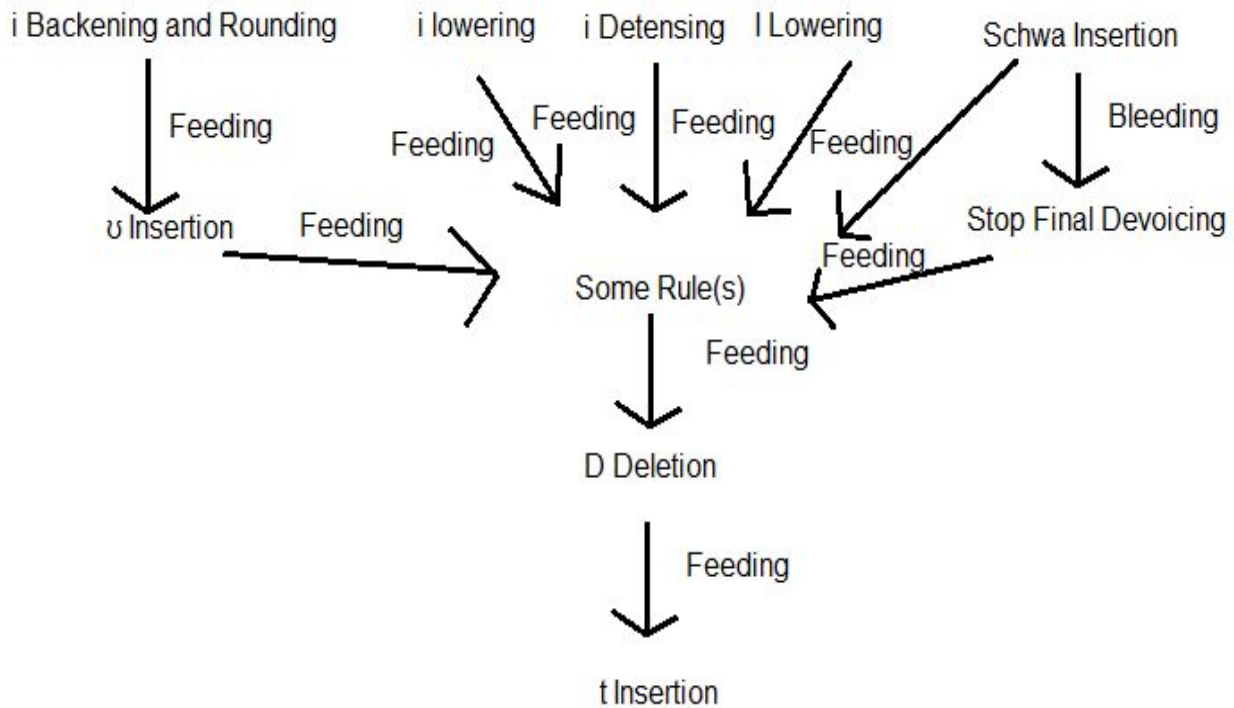 i Backening and Rounding
i lowering
i Detensing
I Lowering
Schwa Insertion
Feeding
Feeding
Feeding
Feeding
Feeding
Bleeding
ʊ Insertion
Feeding
Stop Final Devoicing
Feeding
Some Rule(s)
Feeding
D Deletion
Feeding
t Insertion